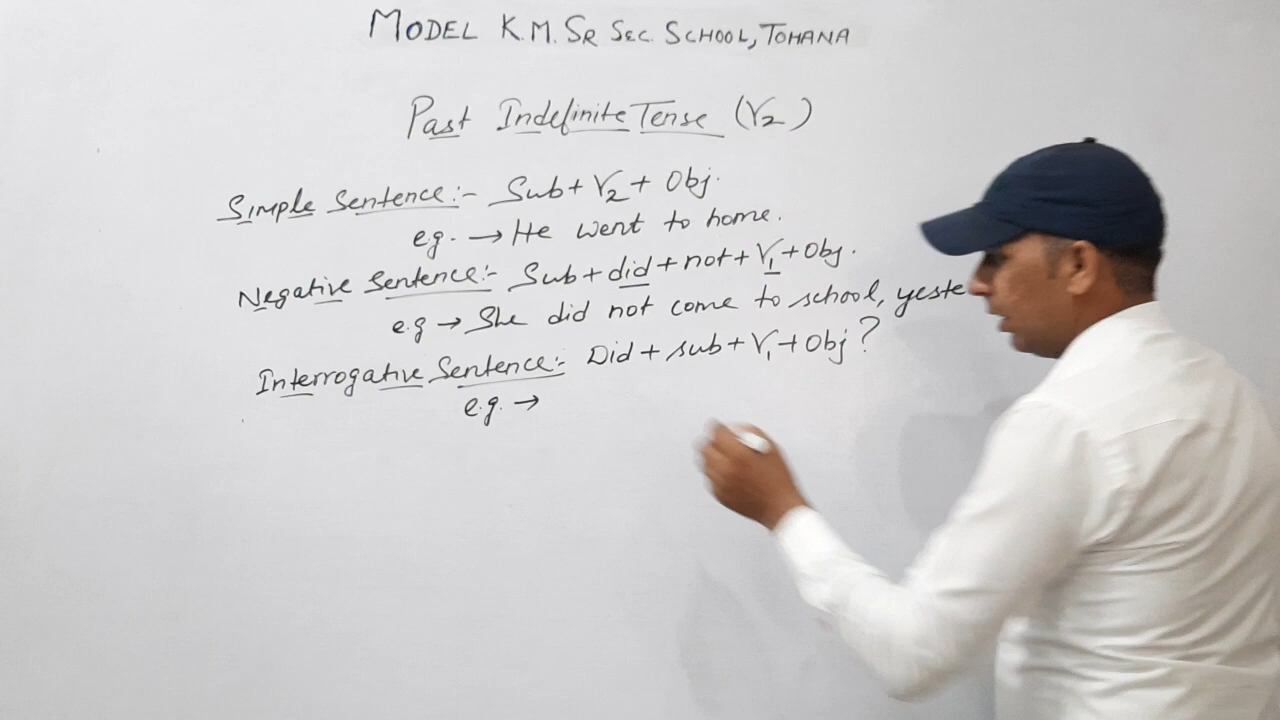 MODEL K.M. SR SEC. SCHOOL, TOHANA
Past Indefinite Tense (V2)
Simple Sentence:- Sub + V2 + Obj.
e.g. → He went to home.
Negative Sentence:- Sub + did + not + V1 + Obj.
e.g → She did not come to school, yeste
Interrogative Sentence:- Did + sub + V1 + Obj ?
e.g. →